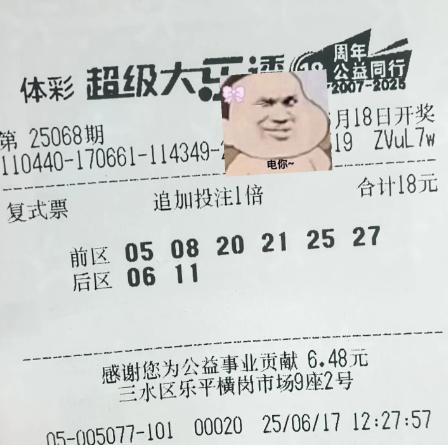 体彩 超级大乐透 18周年 公益同行
2007-2025
第 25068期 月18日开奖
110440-170661-114349- 19 ZVuL7w
电你~
复式票 追加投注1倍 合计18元
前区 05 08 20 21 25 27
后区 06 11
感谢您为公益事业贡献 6.48元
三水区乐平横岗市场9座2号
05-005077-101 00020 25/06/17 12:27:57